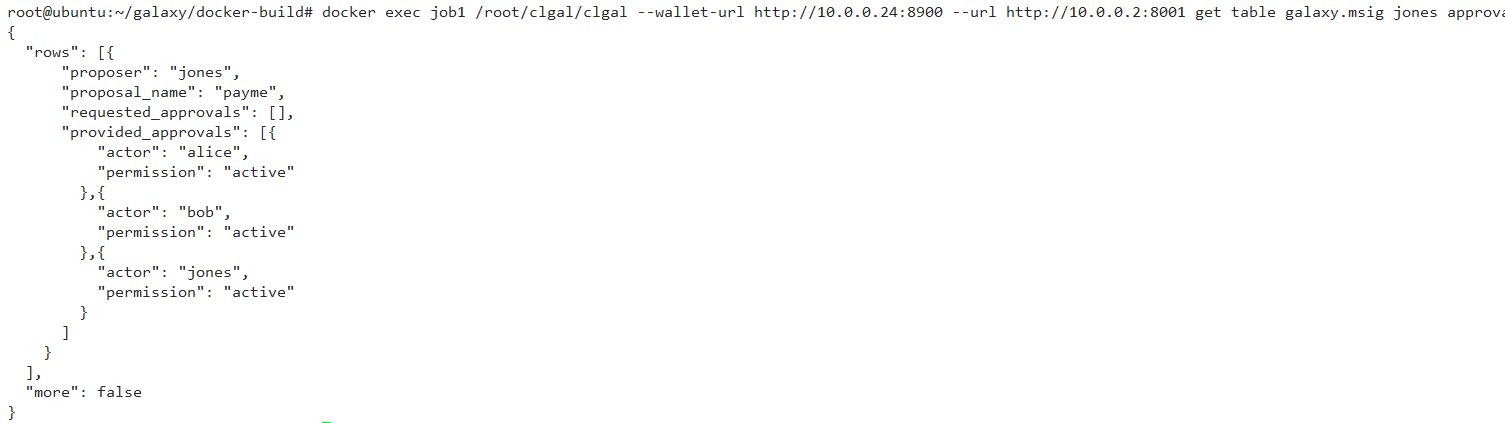 root@ubuntu:~/galaxy/docker-build# docker exec job1 /root/clgal/clgal --wallet-url http://10.0.0.24:8900 --url http://10.0.0.2:8001 get table galaxy.msig jones approva
{
  "rows": [{
      "proposer": "jones",
      "proposal_name": "payme",
      "requested_approvals": [],
      "provided_approvals": [{
          "actor": "alice",
          "permission": "active"
        },{
          "actor": "bob",
          "permission": "active"
        },{
          "actor": "jones",
          "permission": "active"
        }
      ]
    }
  ],
  "more": false
}